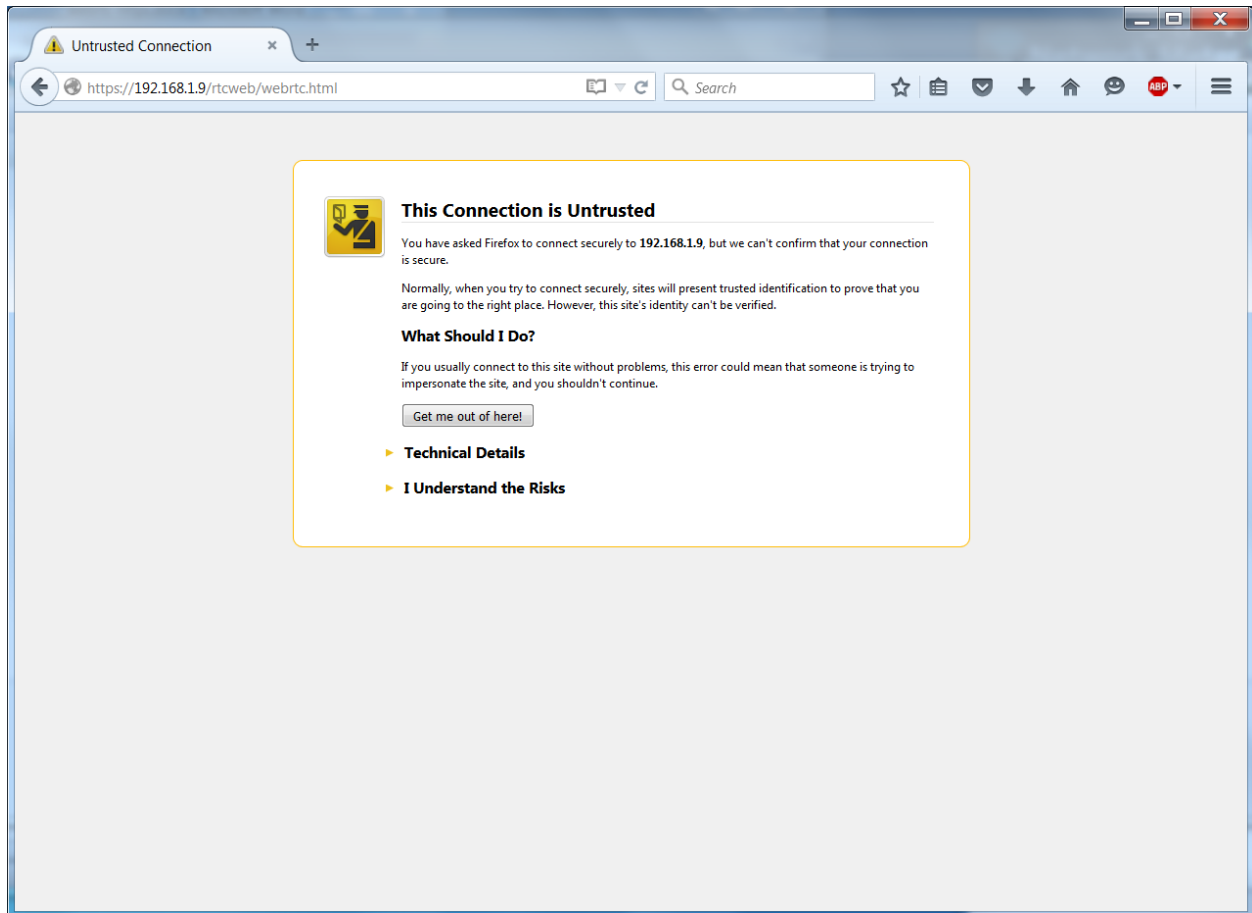 Untrusted Connection
https://192.168.1.9/rtcweb/webrtc.html
Search
ABP
This Connection is Untrusted
You have asked Firefox to connect securely to 192.168.1.9, but we can't confirm that your connection
is secure.
Normally, when you try to connect securely, sites will present trusted identification to prove that you
are going to the right place. However, this site's identity can't be verified.
What Should I Do?
If you usually connect to this site without problems, this error could mean that someone is trying to
impersonate the site, and you shouldn't continue.
Get me out of here!
Technical Details
I Understand the Risks